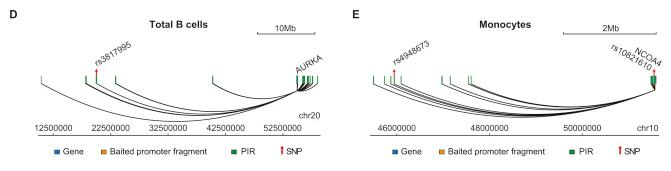 D
Total B cells
10Mb
rs3817995
AURKA
chr20
12500000 22500000 32500000 42500000 52500000
Gene Baited promoter fragment PIR SNP
E
Monocytes
2Mb
rs4948673
NCOA4
rs10821610
46000000 48000000 50000000 chr10
Gene Baited promoter fragment PIR SNP